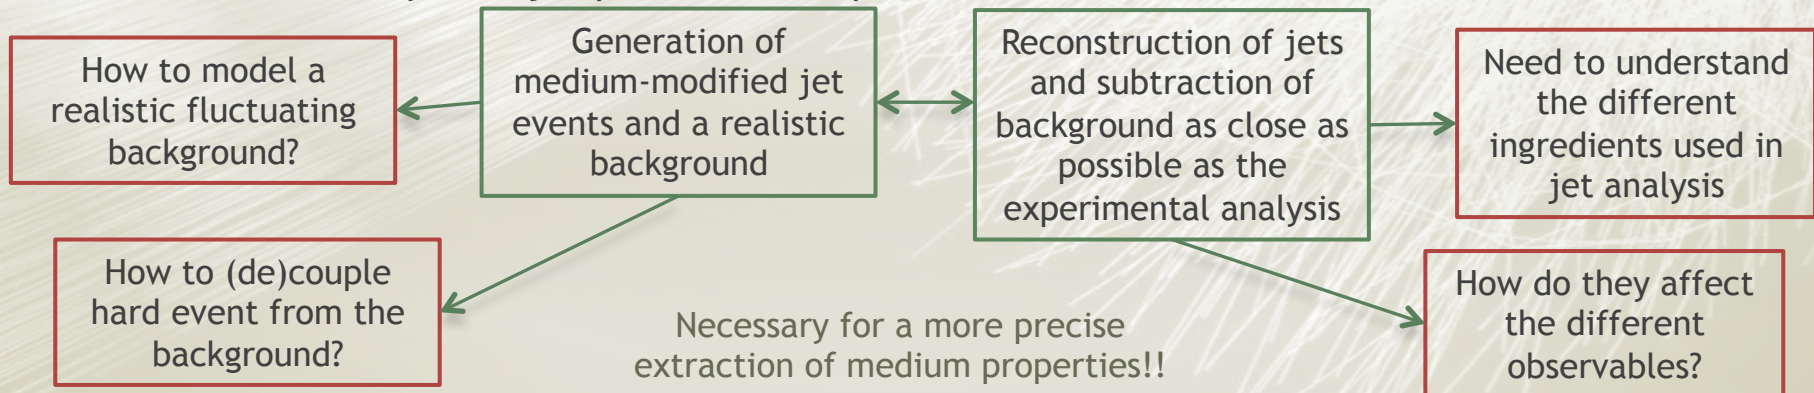 How to model a
realistic fluctuating
background?
Generation of
medium-modified jet
events and a realistic
background
Reconstruction of jets
and subtraction of
background as close as
possible as the
experimental analysis
Need to understand
the different
ingredients used in
jet analysis
How to (de)couple
hard event from the
background?
Necessary for a more precise
extraction of medium properties!!
How do they affect
the different
observables?